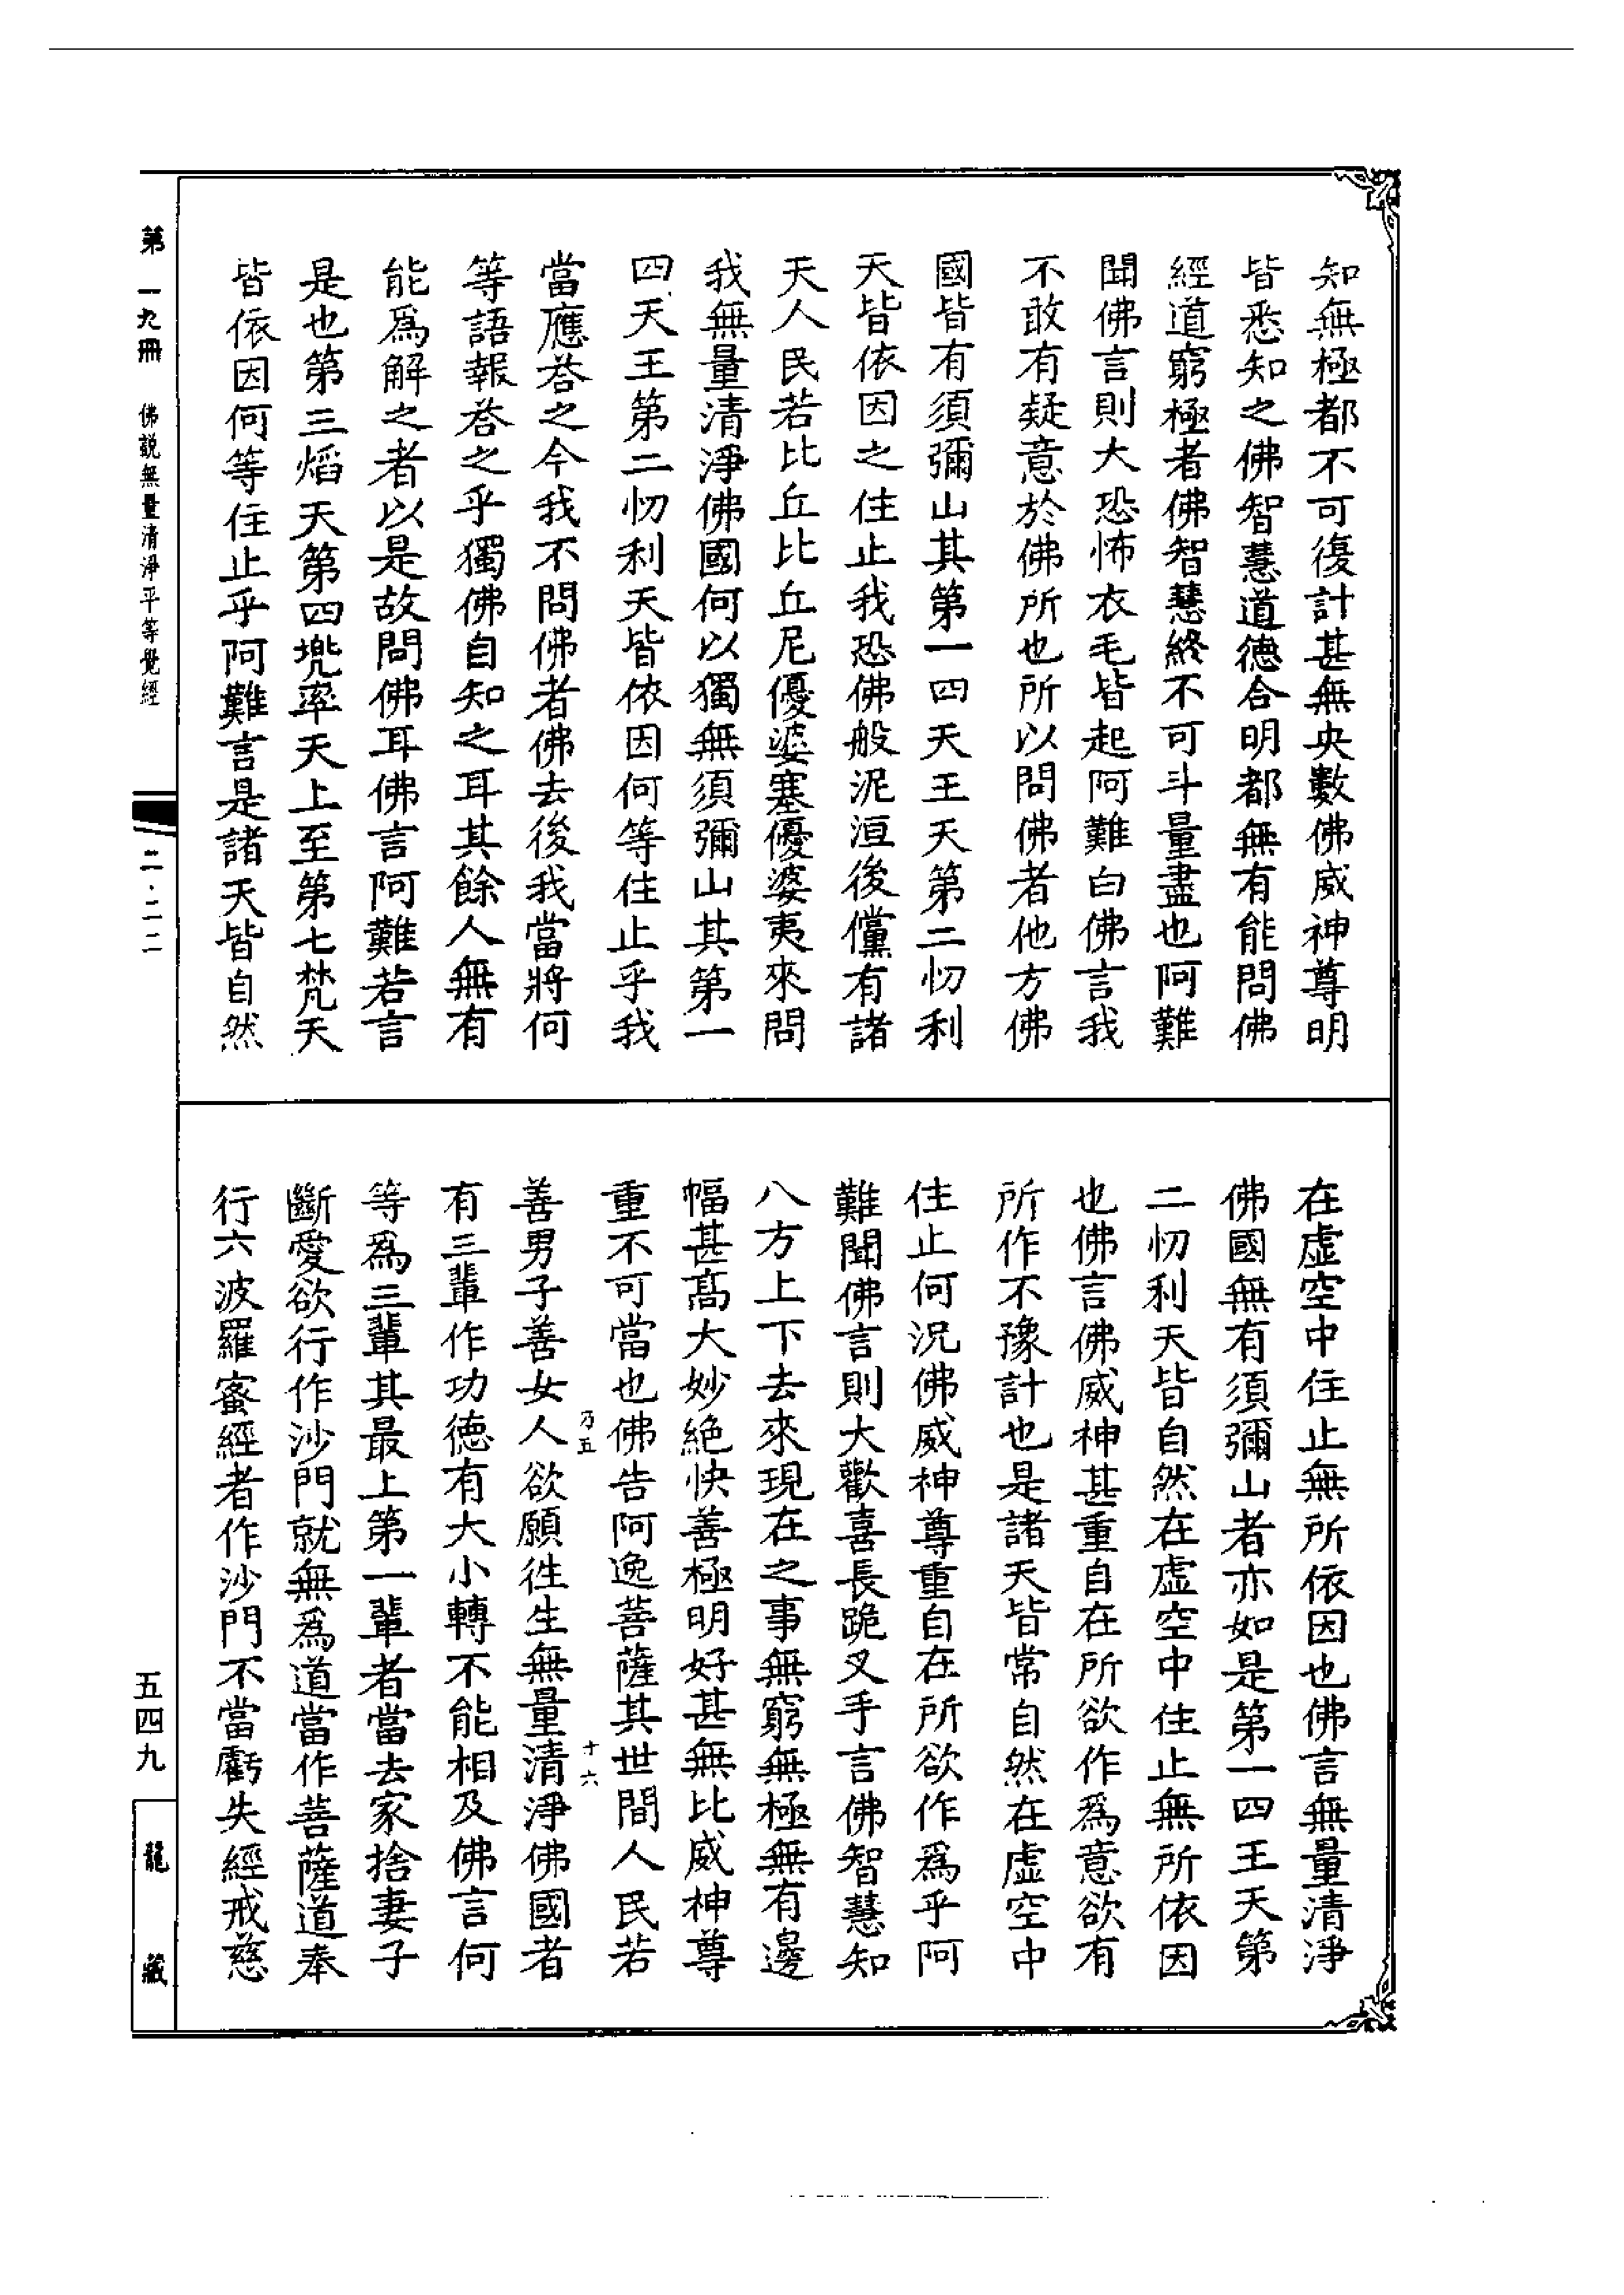 知無極都不可復計甚無央數佛威神尊明
皆悉知之佛智慧道德合明都無有能問佛
經道窮極者佛智慧終不可斗量盡也阿難
聞佛言則大恐怖衣毛皆起阿難白佛言我
不敢有疑意於佛所也所以問佛者他方佛
國皆有須彌山其第一四天王天第二忉利
天皆依因之住止我恐佛般泥洹後儻有諸
天人民若比丘比丘尼優婆塞優婆夷來問
我無量清淨佛國何以獨無須彌山其第一
四天王第二忉利天皆依因何等住止乎我
當應荅之今我不問佛者佛去後我當將何
等語報荅之乎獨佛自知之耳其餘人無有
能爲解之者以是故問佛耳佛言阿難若言
是也第三燄天第四兠率天上至第七梵天
皆依因何等住止乎阿難言是諸天皆自然
在虛空中住止無所依因也佛言無量清淨
佛國無有須彌山者亦如是第一四王天第
二忉利天皆自然在虛空中住止無所依因
也佛言佛威神甚重自在所欲作爲意欲有
所作不豫計也是諸天皆常自然在虛空中
住止何況佛威神尊重自在所欲作爲乎阿
難聞佛言則大歡喜長跪叉手言佛智慧知
八方上下去來現在之事無窮無極無有邊
幅甚高大妙絶快善極明好甚無比威神尊
重不可當也佛告阿逸菩薩其世間人民若
乃五 十六
善男子善女人欲願徃生無量清淨佛國者
有三輩作功德有大小轉不能相及佛言何
等爲三輩其最上第一輩者當去家捨妻子
斷愛欲行作沙門就無爲道當作菩薩道奉
行六波羅蜜經者作沙門不當虧失經戒慈
第一九冊 佛説無量清淨平等覺經 二·二二 五四九 龍藏